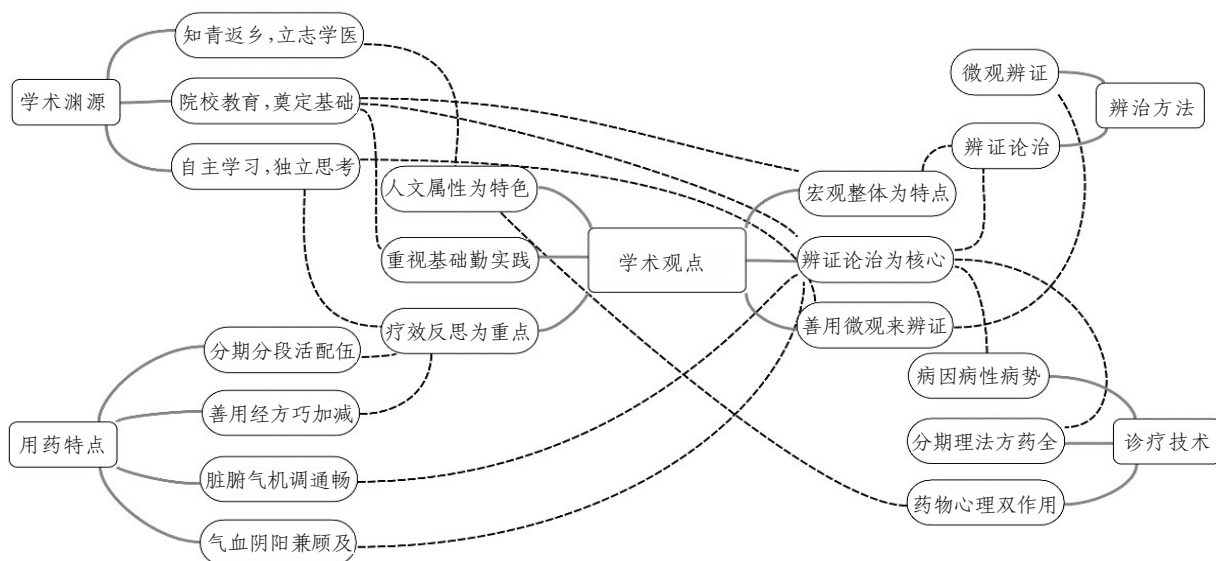 知青返乡,立志学医
学术渊源
院校教育,奠定基础
自主学习,独立思考
微观辨证
辨治方法
辨证论治
人文属性为特色
宏观整体为特点
重视基础勤实践
学术观点
辨证论治为核心
疗效反思为重点
善用微观来辨证
分期分段活配伍
善用经方巧加减
用药特点
脏腑气机调通畅
气血阴阳兼顾及
病因病性病势
分期理法方药全
诊疗技术
药物心理双作用